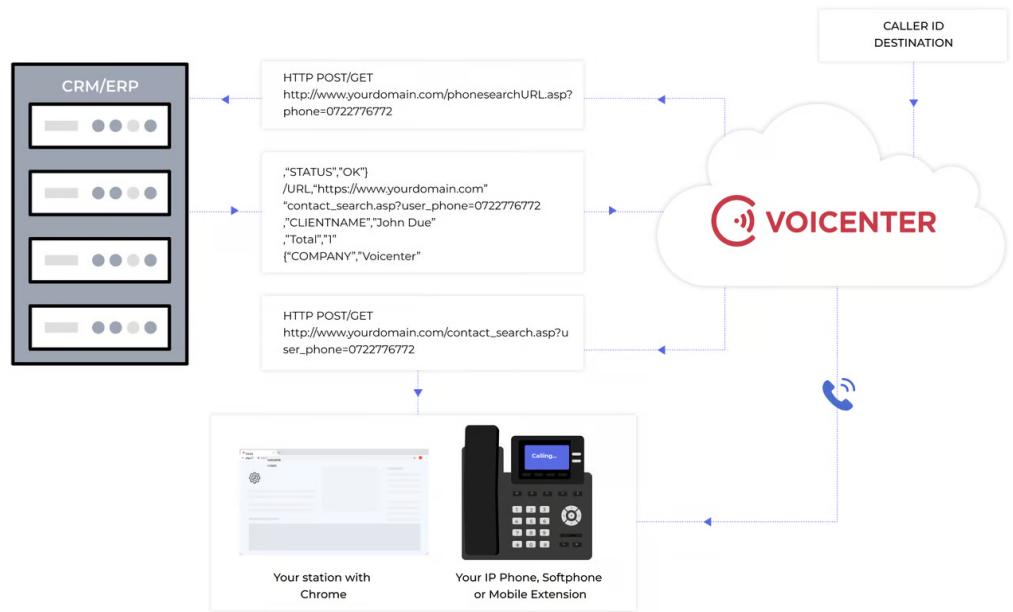 CALLER ID
DESTINATION
CRM/ERP
HTTP POST/GET
http://www.yourdomain.com/phonesearchURL.asp?
phone=0722776772
,“STATUS”,”OK”}
/URL,“https://www.yourdomain.com”
“contact_search.asp?user_phone=0722776772
,”CLIENTNAME”,”John Due”
,”Total”,”1”
{“COMPANY”,”Voicenter”
VOICENTER
HTTP POST/GET
http://www.yourdomain.com/contact_search.asp?u
ser_phone=0722776772
Calling...
Your station with
Chrome
Your IP Phone, Softphone
or Mobile Extension